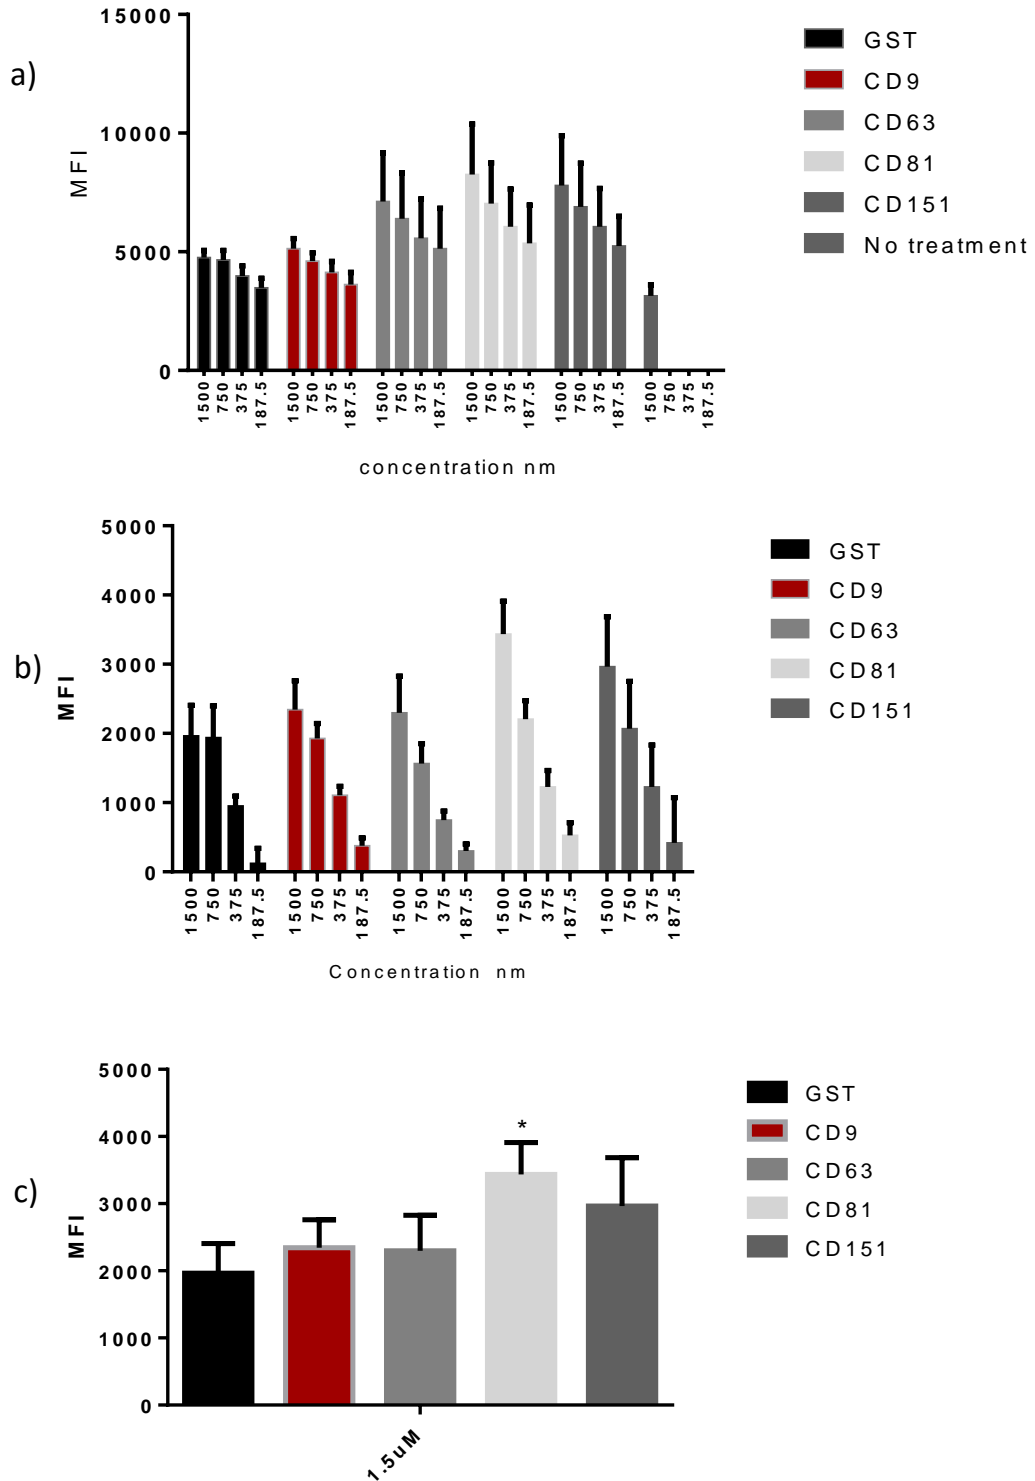 a)
MFI
15000
10000
5000
0
1500 750 375 187.5 1500 750 375 187.5 1500 750 375 187.5 1500 750 375 187.5 1500 750 375 187.5 1500 750 375 187.5
concentration nm
GST
CD9
CD63
CD81
CD151
No treatment
b)
MFI
5000
4000
3000
2000
1000
0
1500 750 375 187.5 1500 750 375 187.5 1500 750 375 187.5 1500 750 375 187.5 1500 750 375 187.5
Concentration nm
GST
CD9
CD63
CD81
CD151
c)
MFI
5000
4000
3000
2000
1000
0
*
1.5uM
GST
CD9
CD63
CD81
CD151